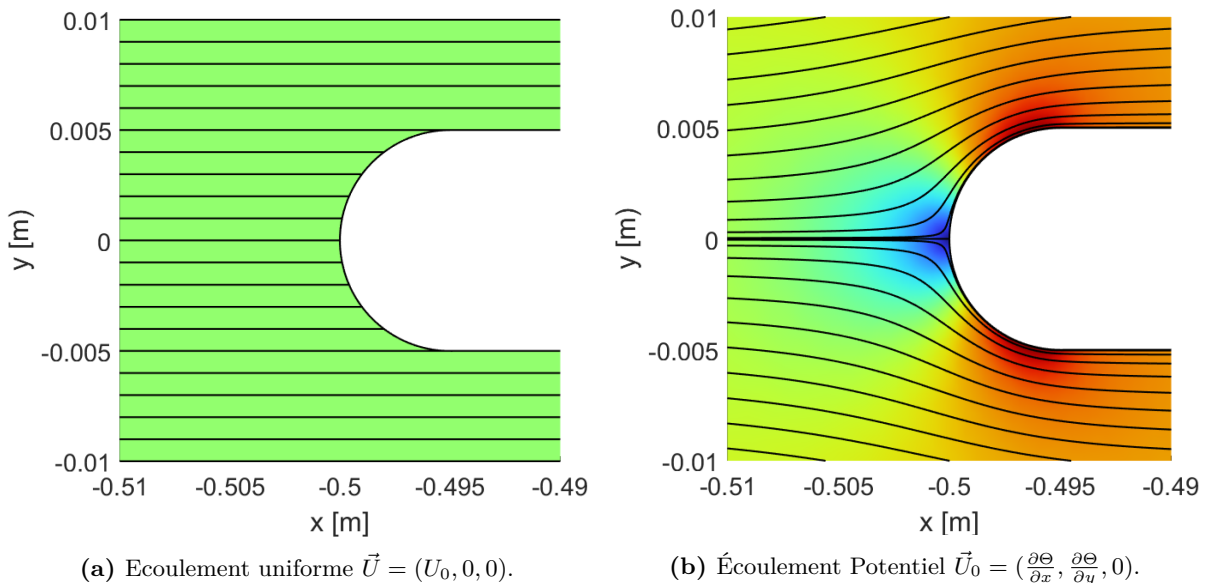 0.01
0.005
0
-0.005
-0.01
y [m]
-0.51 -0.505 -0.5 -0.495 -0.49
x [m]
(a) Ecoulement uniforme $\vec{U} = (U_0, 0, 0)$.
0.01
0.005
0
-0.005
-0.01
y [m]
-0.51 -0.505 -0.5 -0.495 -0.49
x [m]
(b) Écoulement Potentiel $\vec{U}_0 = (\frac{\partial\Theta}{\partial x}, \frac{\partial\Theta}{\partial y}, 0)$.